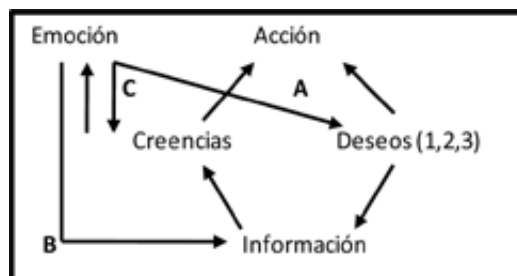 Emoción Acción
C A
Creencias Deseos (1,2,3)
B Información